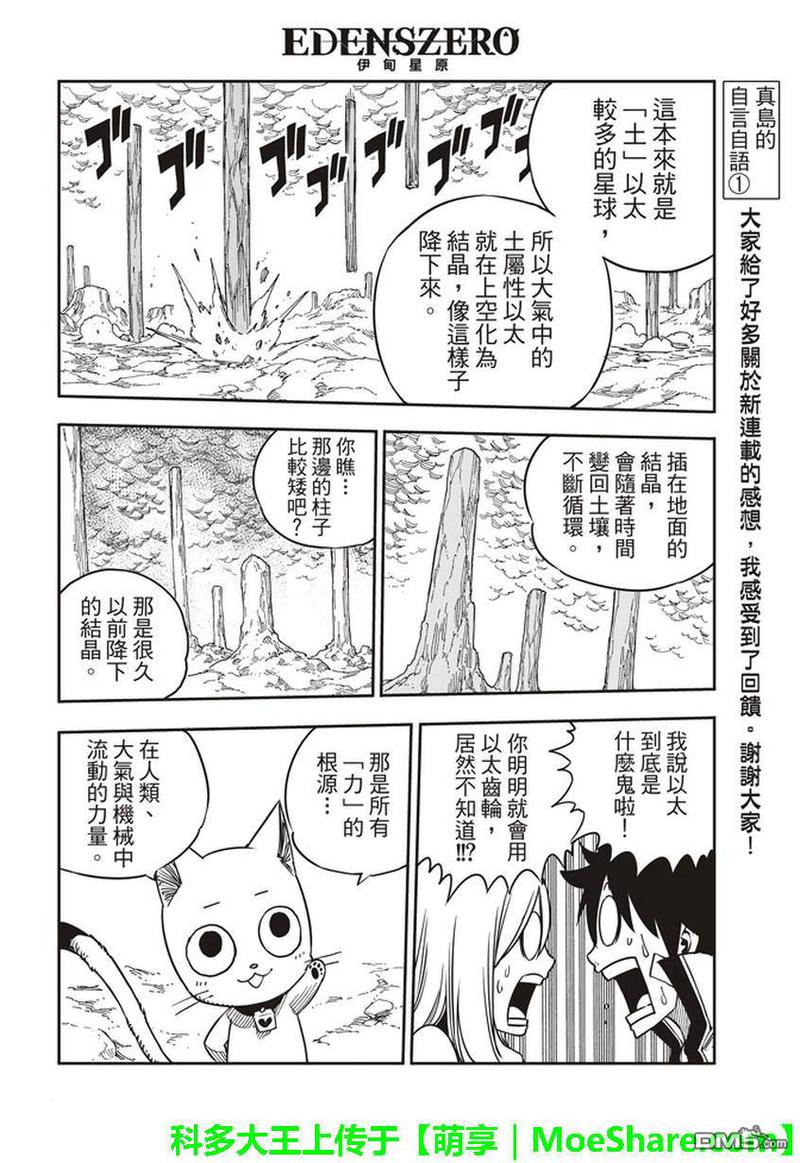 EDENSZERO
伊甸星原
真島的
自言自語①
大家給了好多關於新連載的感想，我感受到了回饋。謝謝大家！
這本來就是
「土」以太
較多的星球，
所以大氣中的
土屬性以太
就在上空化為
結晶，像這樣子
降下來。
ゴ
ゴ
ゴ
ゴ
ゴ
ゴ
ゴ
插在地面的
結晶，
會隨著時間
變回土壤，
不斷循環。
你瞧…
那邊的柱子
比較矮吧？
那是很久
以前降下
的結晶。
我說以太
到底是
什麼鬼啦！
你明明就會用
以太齒輪，
居然不知道!!?
那是所有
「力」的
根源…
在人類、
大氣與機械中
流動的力量。
科多大王上传于【萌享｜MoeShare.com】